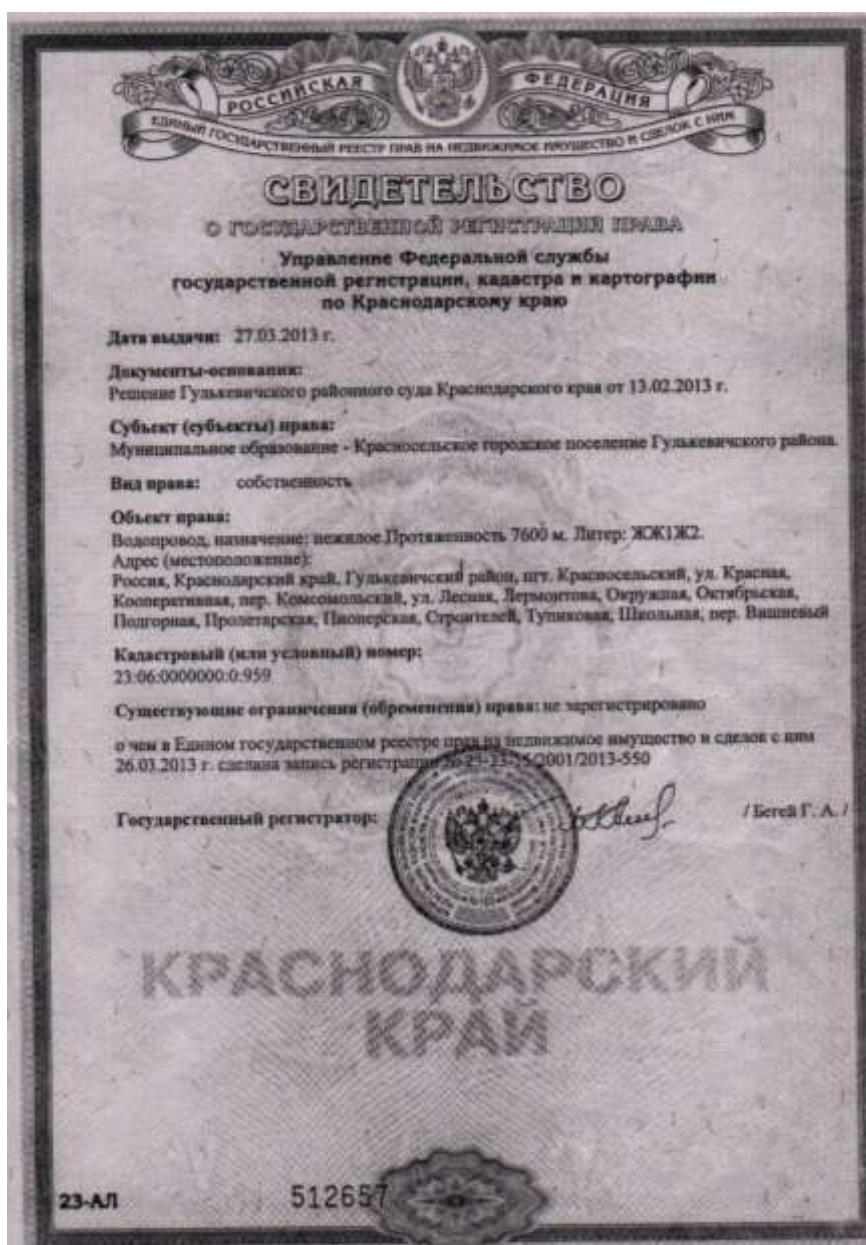 РОССИЙСКАЯ ФЕДЕРАЦИЯ
ЕДИНЫЙ ГОСУДАРСТВЕННЫЙ РЕЕСТР ПРАВ НА НЕДВИЖИМОЕ ИМУЩЕСТВО И СДЕЛОК С НИМ
СВИДЕТЕЛЬСТВО
О ГОСУДАРСТВЕННОЙ РЕГИСТРАЦИИ ПРАВА
Управление Федеральной службы
государственной регистрации, кадастра и картографии
по Краснодарскому краю
Дата выдачи: 27.03.2013 г.
Документы-основания:
Решение Гулькевичского районного суда Краснодарского края от 13.02.2013 г.
Субъект (субъекты) права:
Муниципальное образование - Красносельское городское поселение Гулькевичского района.
Вид права: собственность
Объект права:
Водопровод, назначение: нежилое.Протяженность 7600 м. Литер: ЖЖ1Ж2.
Адрес (местоположение):
Россия, Краснодарский край, Гулькевичский район, пгт. Красносельский, ул. Красная,
Кооперативная, пер. Комсомольский, ул. Лесная, Лермонтова, Окружная, Октябрьская,
Подгорная, Пролетарская, Пионерская, Строителей, Тупиковая, Школьная, пер. Вишневый
Кадастровый (или условный) номер:
23:06:0000000:0:959
Существующие ограничения (обременения) права: не зарегистрировано
о чем в Едином государственном реестре прав на недвижимое имущество и сделок с ним
26.03.2013 г. сделана запись регистрации №
Государственный регистратор: / Бегей Г. А. /
КРАСНОДАРСКИЙ
КРАЙ
23-АЛ 512657